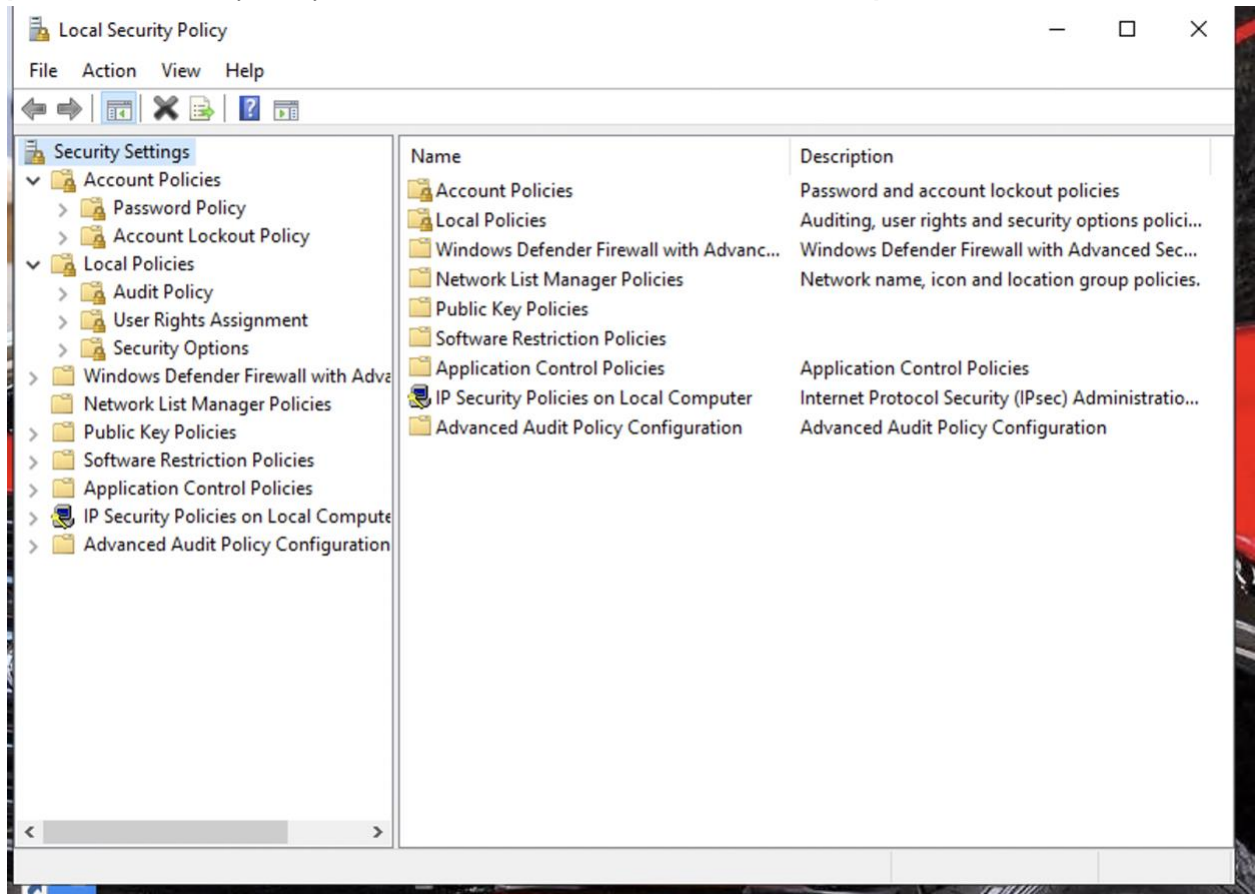 Local Security Policy
File Action View Help
Security Settings
Account Policies
Password Policy
Account Lockout Policy
Local Policies
Audit Policy
User Rights Assignment
Security Options
Windows Defender Firewall with Adva
Network List Manager Policies
Public Key Policies
Software Restriction Policies
Application Control Policies
IP Security Policies on Local Compute
Advanced Audit Policy Configuration
Name Description
Account Policies Password and account lockout policies
Local Policies Auditing, user rights and security options polici...
Windows Defender Firewall with Advanc... Windows Defender Firewall with Advanced Sec...
Network List Manager Policies Network name, icon and location group policies.
Public Key Policies
Software Restriction Policies
Application Control Policies Application Control Policies
IP Security Policies on Local Computer Internet Protocol Security (IPsec) Administratio...
Advanced Audit Policy Configuration Advanced Audit Policy Configuration